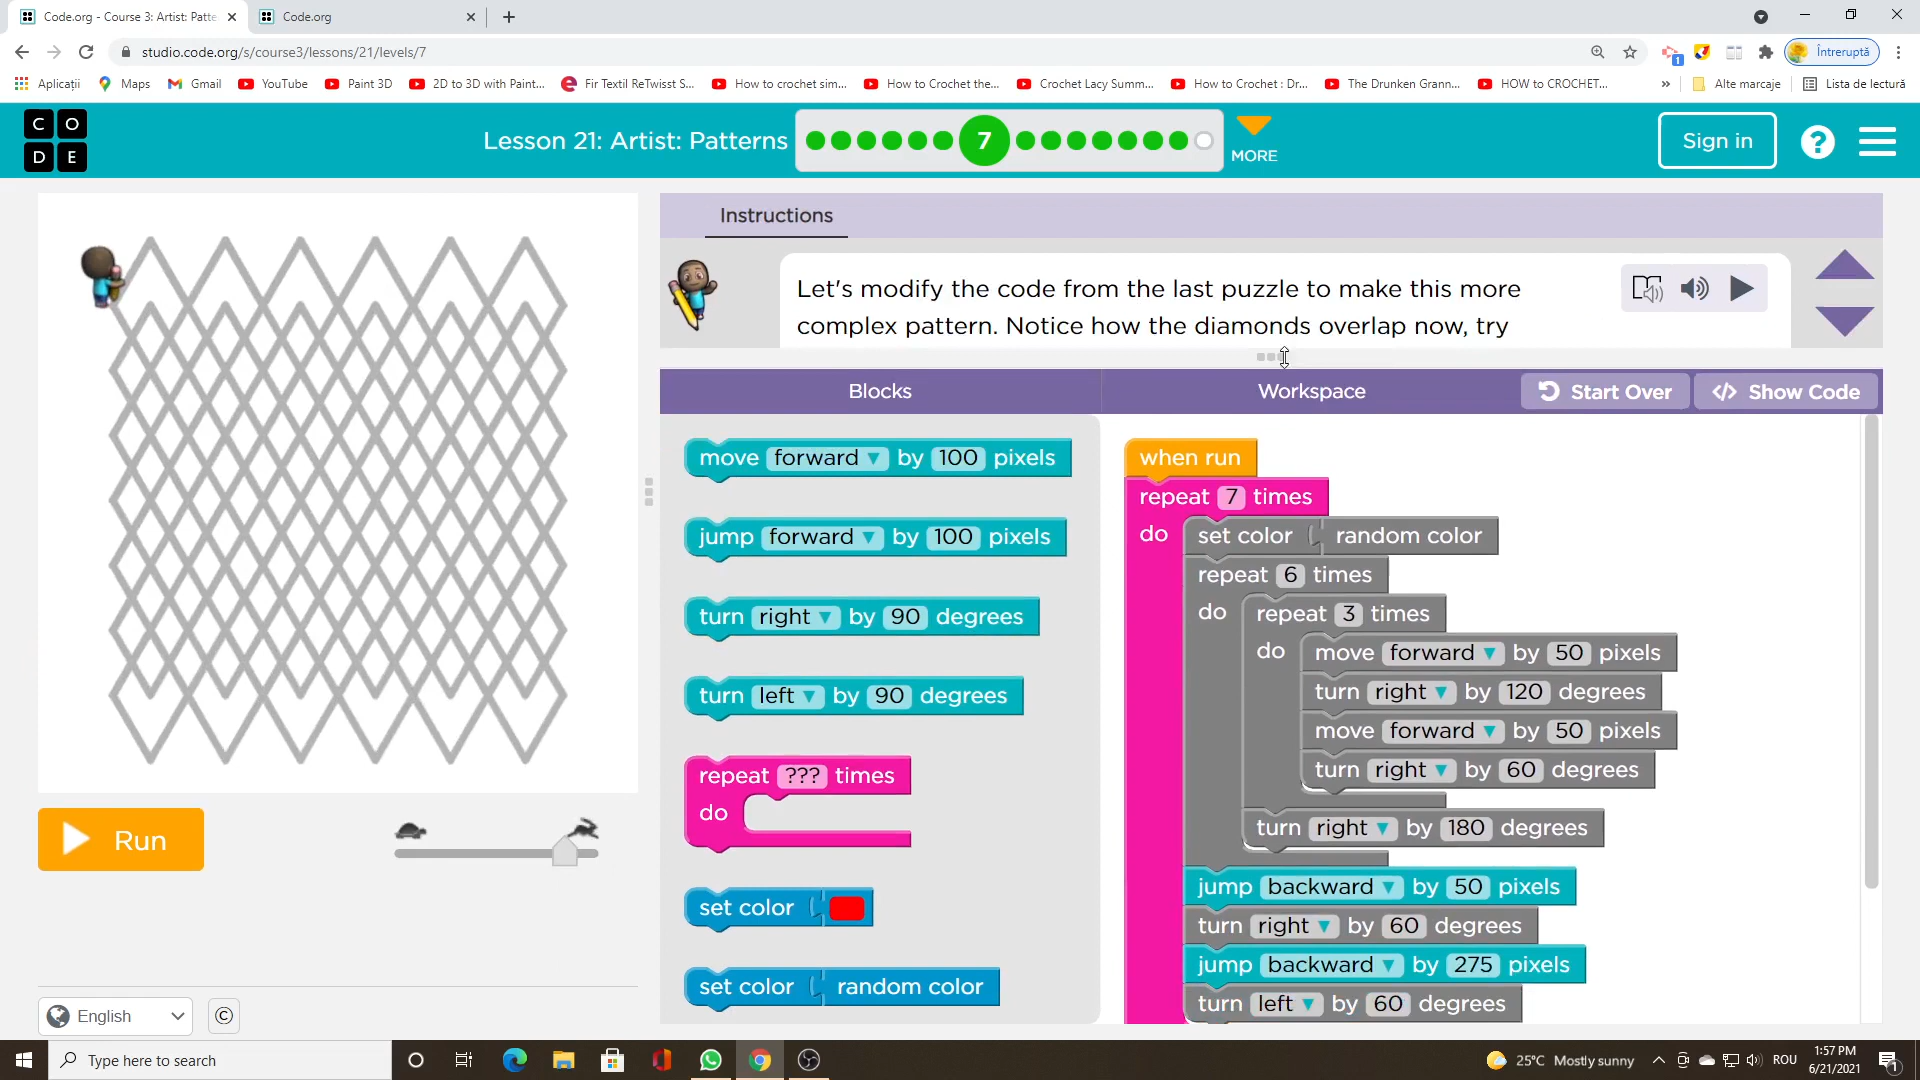 Code.org - Course 3: Artist: Patte
Code.org
studio.code.org/s/course3/lessons/21/levels/7
Întreruptă
Aplicații
Maps
Gmail
YouTube
Paint 3D
2D to 3D with Paint...
Fir Textil ReTwisst S...
How to crochet sim...
How to Crochet the...
Crochet Lacy Summ...
How to Crochet : Dr...
The Drunken Grann...
HOW to CROCHET...
»
Alte marcaje
Lista de lectură
C O
D E
Lesson 21: Artist: Patterns
7
MORE
Sign in
?
Instructions
Let's modify the code from the last puzzle to make this more
complex pattern. Notice how the diamonds overlap now, try
Blocks
Workspace
Start Over
</> Show Code
move forward by 100 pixels
jump forward by 100 pixels
turn right by 90 degrees
turn left by 90 degrees
repeat ??? times
do
set color
set color random color
when run
repeat 7 times
do set color random color
repeat 6 times
do repeat 3 times
do move forward by 50 pixels
turn right by 120 degrees
move forward by 50 pixels
turn right by 60 degrees
turn right by 180 degrees
jump backward by 50 pixels
turn right by 60 degrees
jump backward by 275 pixels
turn left by 60 degrees
Run
English
©
Type here to search
25°C Mostly sunny
ROU
1:57 PM
6/21/2021
1